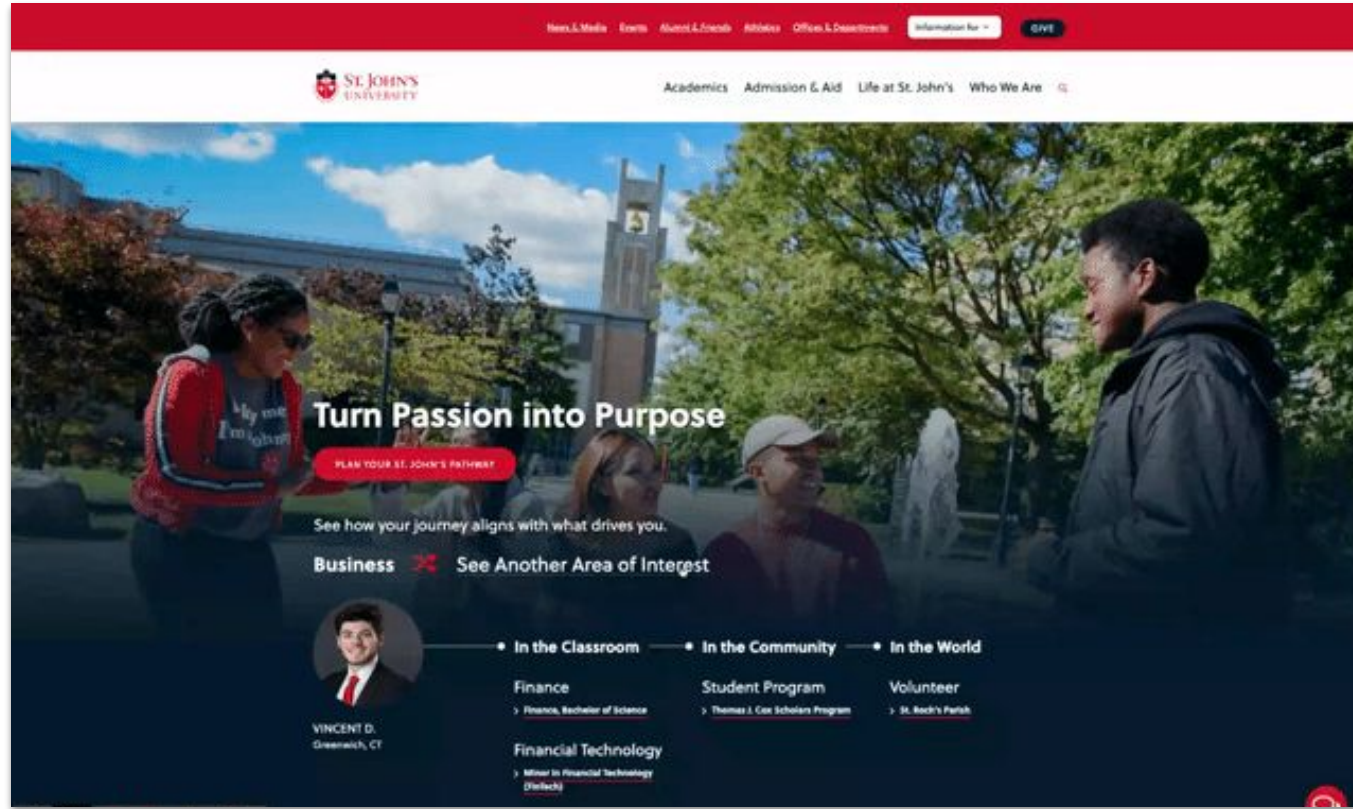 News & Media Events Alumni & Friends Athletics Offices & Departments Information for GIVE
ST. JOHN'S
UNIVERSITY
Academics Admission & Aid Life at St. John's Who We Are
Turn Passion into Purpose
PLAN YOUR ST. JOHN'S PATHWAY
See how your journey aligns with what drives you.
Business See Another Area of Interest
In the Classroom In the Community In the World
Finance Student Program Volunteer
> Finance, Bachelor of Science > Thomas J. Cox Scholars Program > St. Roch's Parish
VINCENT D.
Greenwich, CT
Financial Technology
> Minor in Financial Technology
(FinTech)